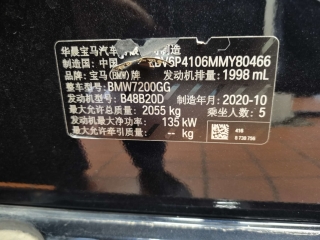 华晨宝马汽车 制造
制造国：中国 BV5P4106MMY80466
品牌：宝马(BMW)牌 发动机排量：1998 mL
整车型号：BMW7200GG
发动机型号：B48B20D 制造年月：2020-10
最大允许总质量：2055 kg 乘坐人数：5
发动机最大净功率：135 kW
最大允许牵引质量：-- kg
416